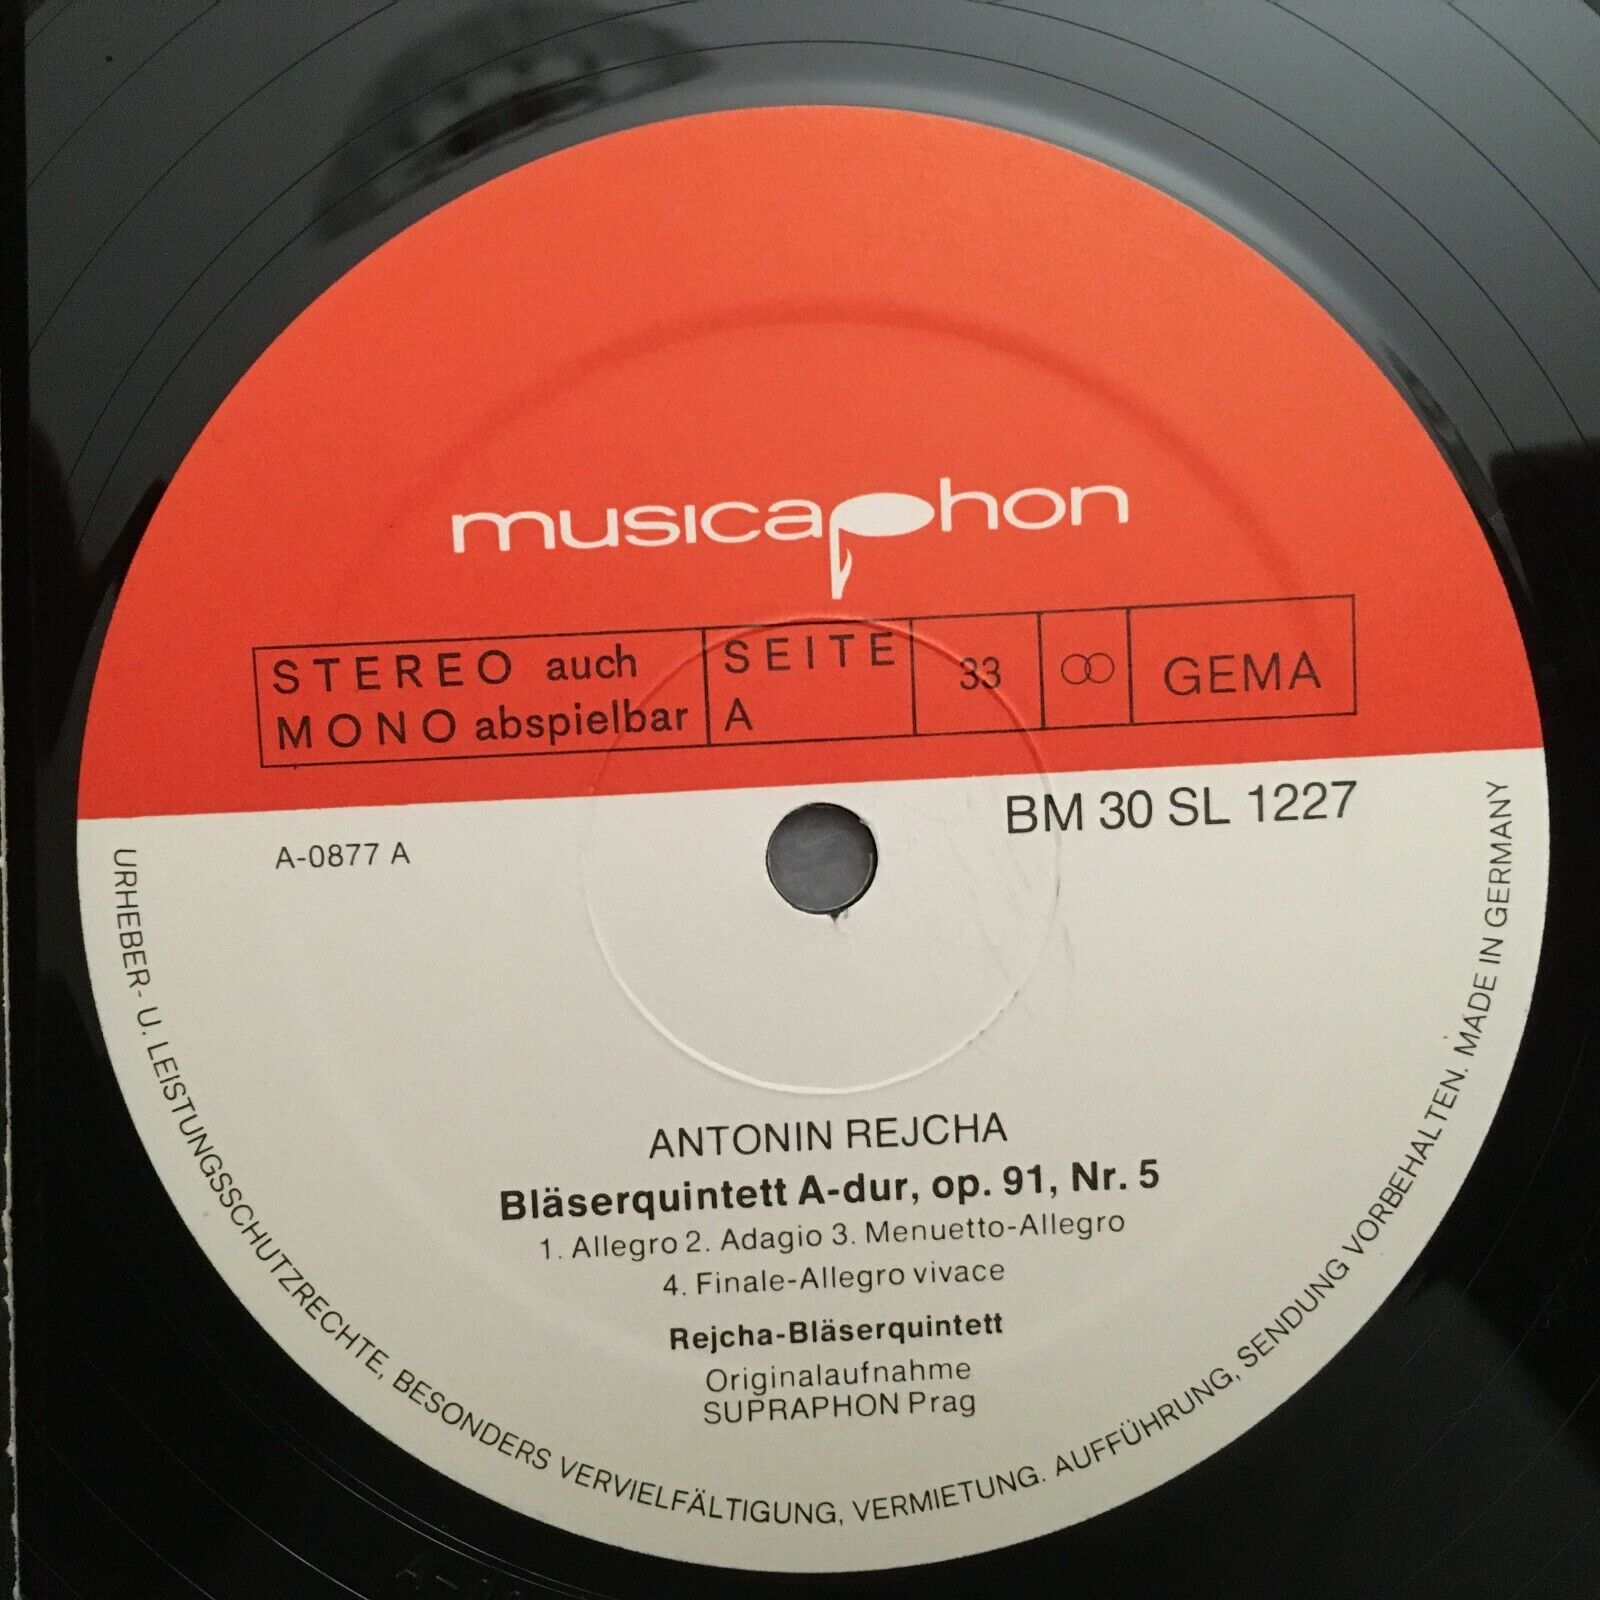 musicaphon
STEREO auch
MONO abspielbar
SEITE
A
33
GEMA
BM 30 SL 1227
A-0877 A
ANTONIN REJCHA
Bläserquintett A-dur, op. 91, Nr. 5
1. Allegro 2. Adagio 3. Menuetto-Allegro
4. Finale-Allegro vivace
Rejcha-Bläserquintett
Originalaufnahme
SUPRAPHON Prag
URHEBER- U. LEISTUNGSSCHUTZRECHTE, BESONDERS VERVIELFÄLTIGUNG, VERMIETUNG. AUFFÜHRUNG, SENDUNG VORBEHALTEN. MADE IN GERMANY